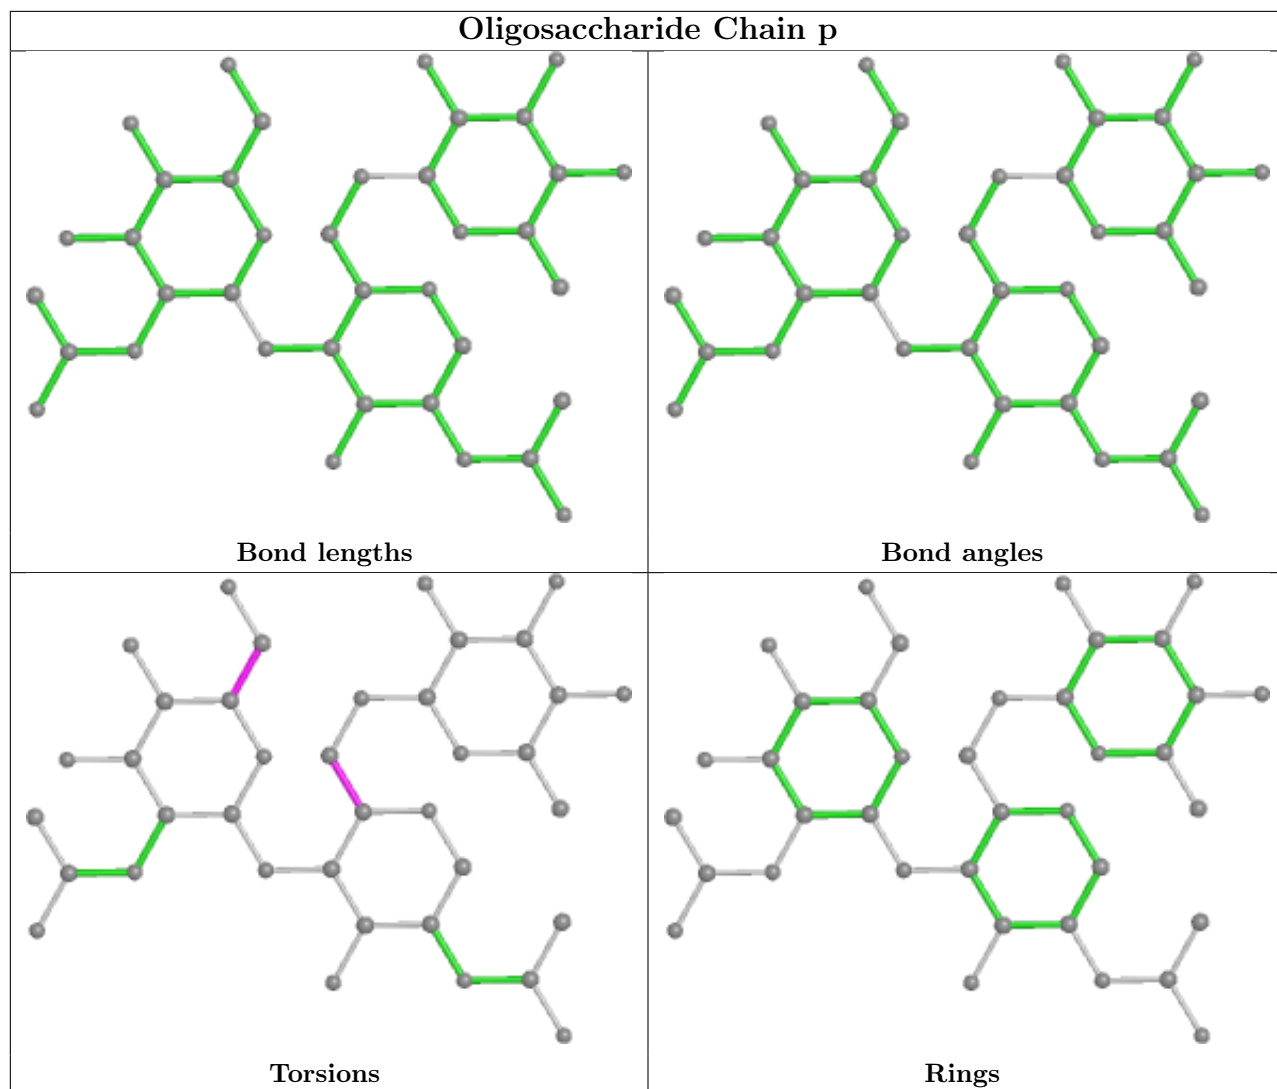 Oligosaccharide Chain p
Bond lengths
Bond angles
Torsions
Rings